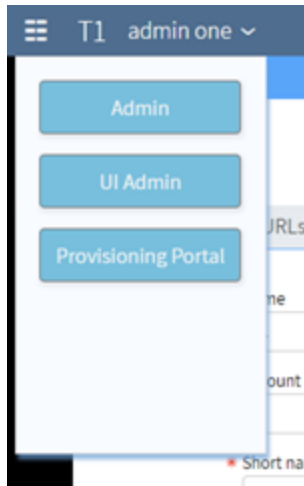 T1 admin one
Admin
UI Admin
Provisioning Portal
URLs
me
ount
* Short na